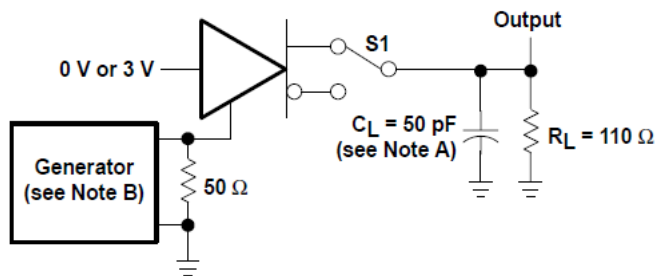 Output
S1
0 V or 3 V
C_L = 50 pF
(see Note A)
R_L = 110 Ω
Generator
(see Note B)
50 Ω